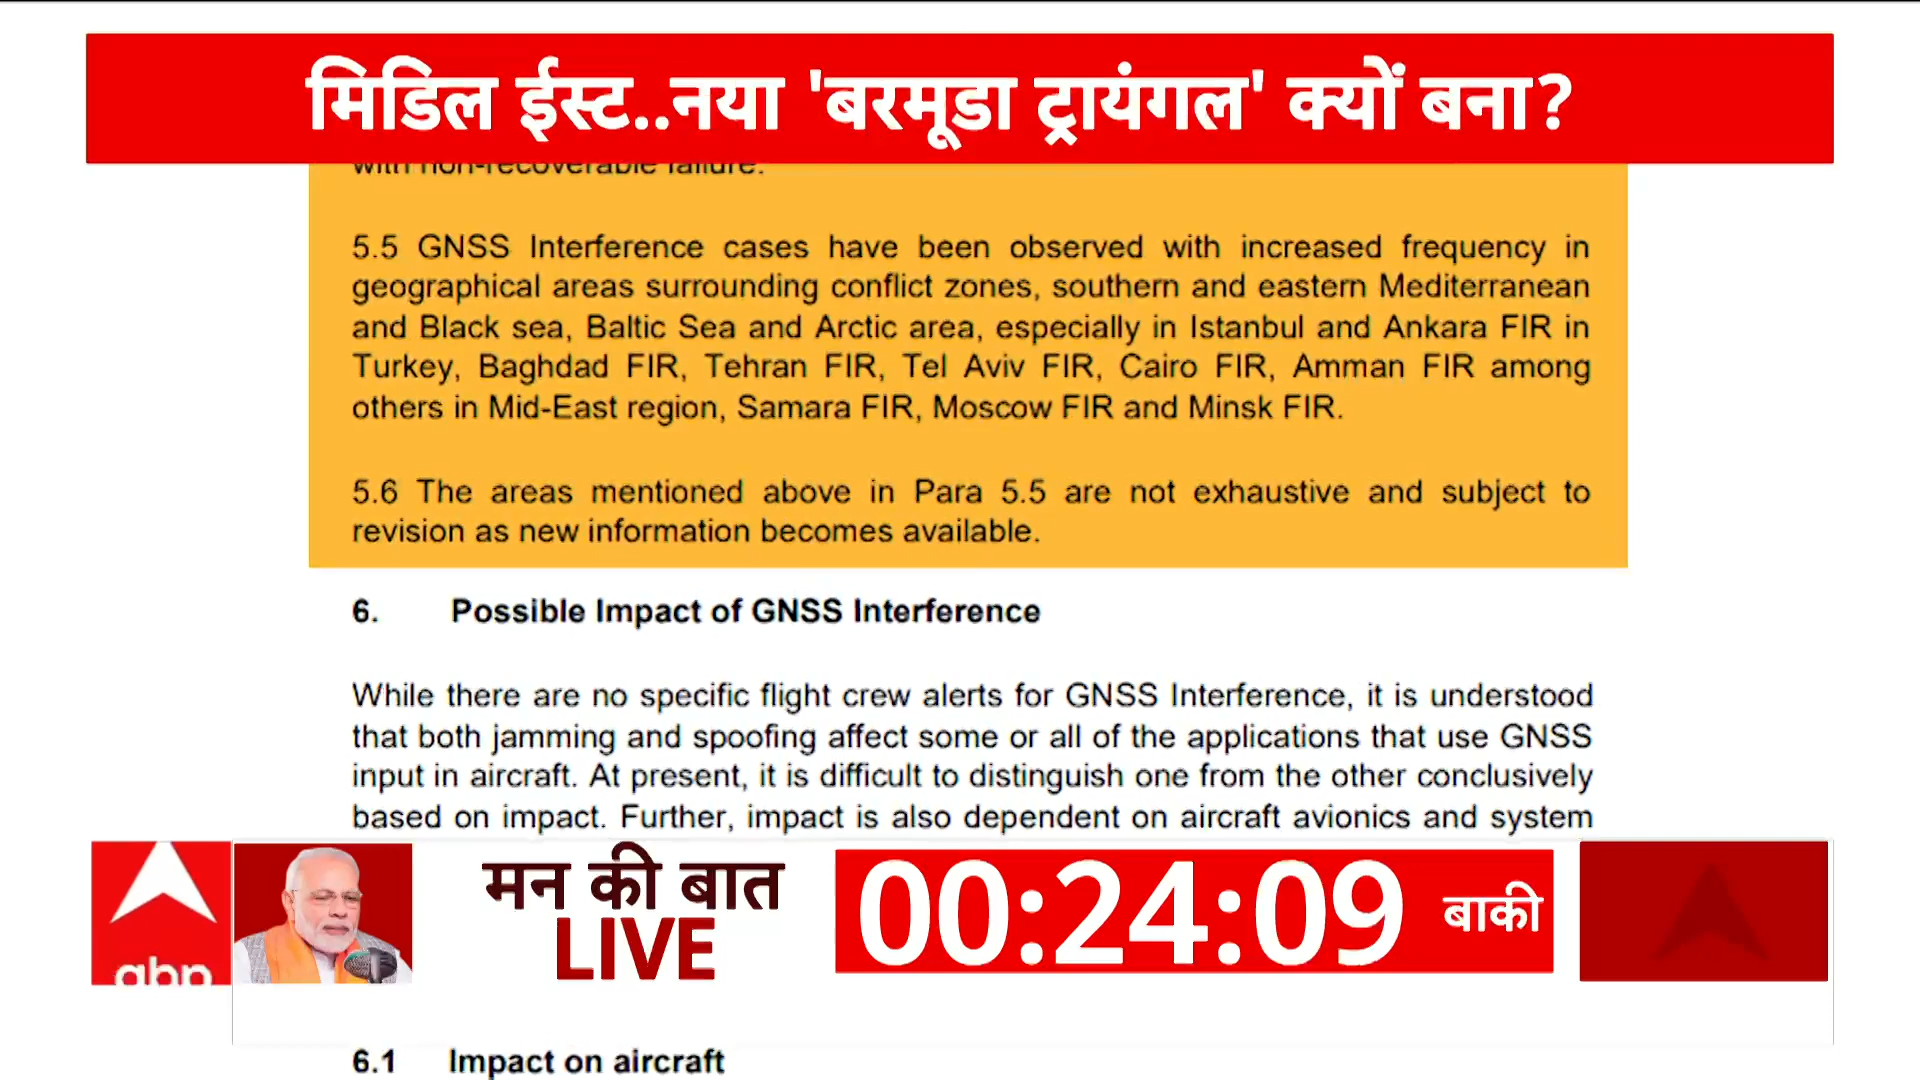 मिडिल ईस्ट..नया 'बरमूडा ट्रायंगल' क्यों बना?
with non-recoverable failure.
5.5 GNSS Interference cases have been observed with increased frequency in
geographical areas surrounding conflict zones, southern and eastern Mediterranean
and Black sea, Baltic Sea and Arctic area, especially in Istanbul and Ankara FIR in
Turkey, Baghdad FIR, Tehran FIR, Tel Aviv FIR, Cairo FIR, Amman FIR among
others in Mid-East region, Samara FIR, Moscow FIR and Minsk FIR.
5.6 The areas mentioned above in Para 5.5 are not exhaustive and subject to
revision as new information becomes available.
6. Possible Impact of GNSS Interference
While there are no specific flight crew alerts for GNSS Interference, it is understood
that both jamming and spoofing affect some or all of the applications that use GNSS
input in aircraft. At present, it is difficult to distinguish one from the other conclusively
based on impact. Further, impact is also dependent on aircraft avionics and system
abp
मन की बात
LIVE
00:24:09 बाकी
6.1 Impact on aircraft